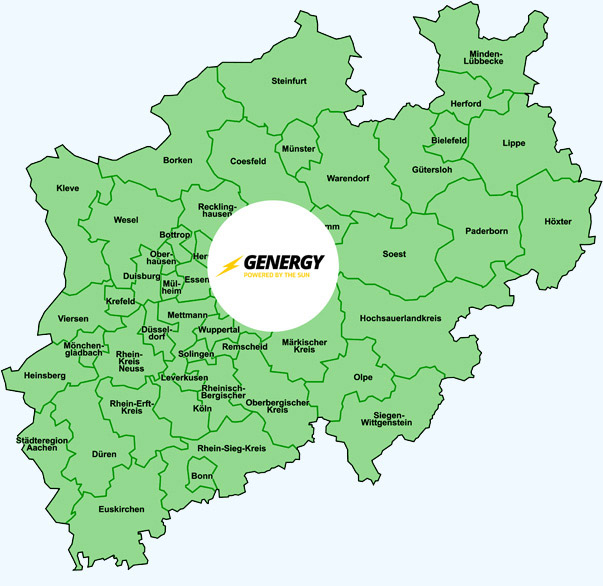 Minden-
Lübbecke
Steinfurt
Herford
Bielefeld
Lippe
Münster
Borken
Coesfeld
Gütersloh
Warendorf
Kleve
Reckling-
hausen
Wesel
Höxter
mm
Paderborn
Bottrop
Ober-
hausen
Her
Soest
GENERGY
POWERED BY THE SUN
Duisburg
Mül-
heim
Essen
Krefeld
Viersen
Mettmann
Hochsauerlandkreis
Düssel-
dorf
Wuppertal
Mönchen-
gladbach
Remscheid
Märkischer
Kreis
Rhein-
Kreis
Neuss
Solingen
Heinsberg
Leverkusen
Olpe
Rheinisch-
Bergischer
Rhein-Erft-
Kreis
Köln
Oberbergischer
Kreis
Siegen-
Wittgenstein
Städteregion
Aachen
Düren
Rhein-Sieg-Kreis
Bonn
Euskirchen